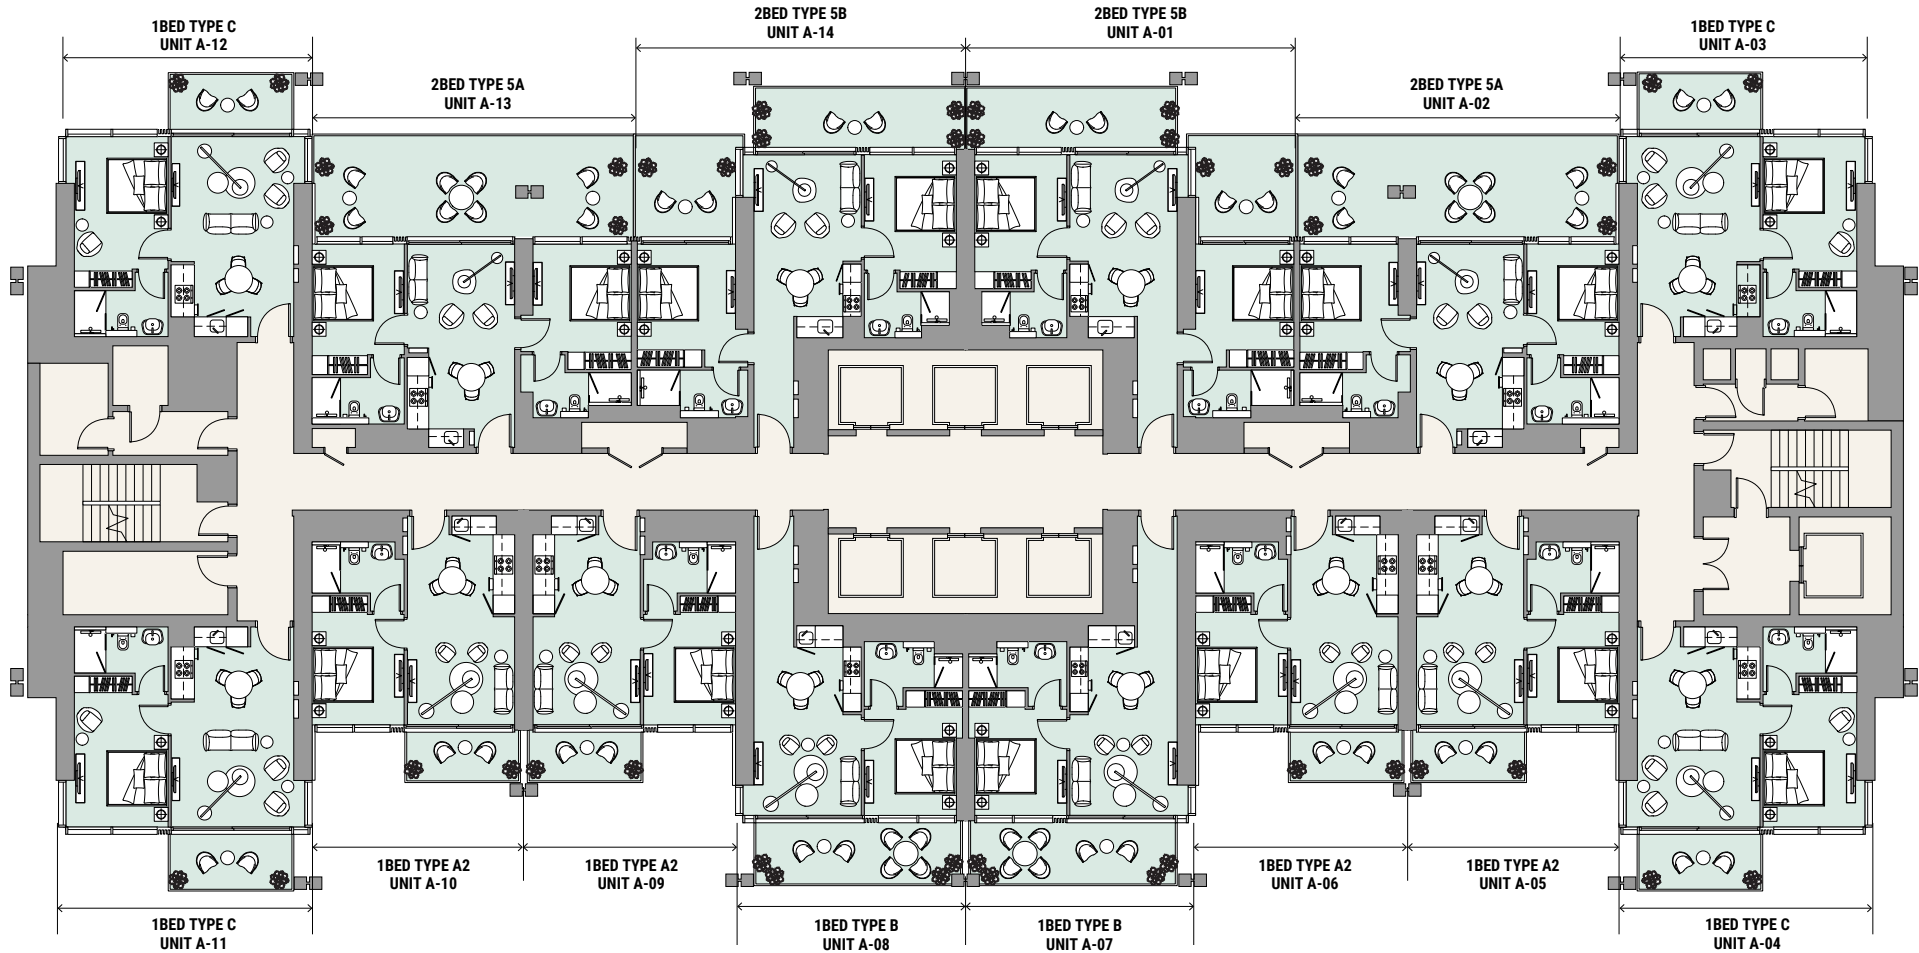 1BED TYPE C
UNIT A-12
2BED TYPE 5A
UNIT A-13
2BED TYPE 5B
UNIT A-14
2BED TYPE 5B
UNIT A-01
2BED TYPE 5A
UNIT A-02
1BED TYPE C
UNIT A-03
1BED TYPE C
UNIT A-11
1BED TYPE A2
UNIT A-10
1BED TYPE A2
UNIT A-09
1BED TYPE B
UNIT A-08
1BED TYPE B
UNIT A-07
1BED TYPE A2
UNIT A-06
1BED TYPE A2
UNIT A-05
1BED TYPE C
UNIT A-04